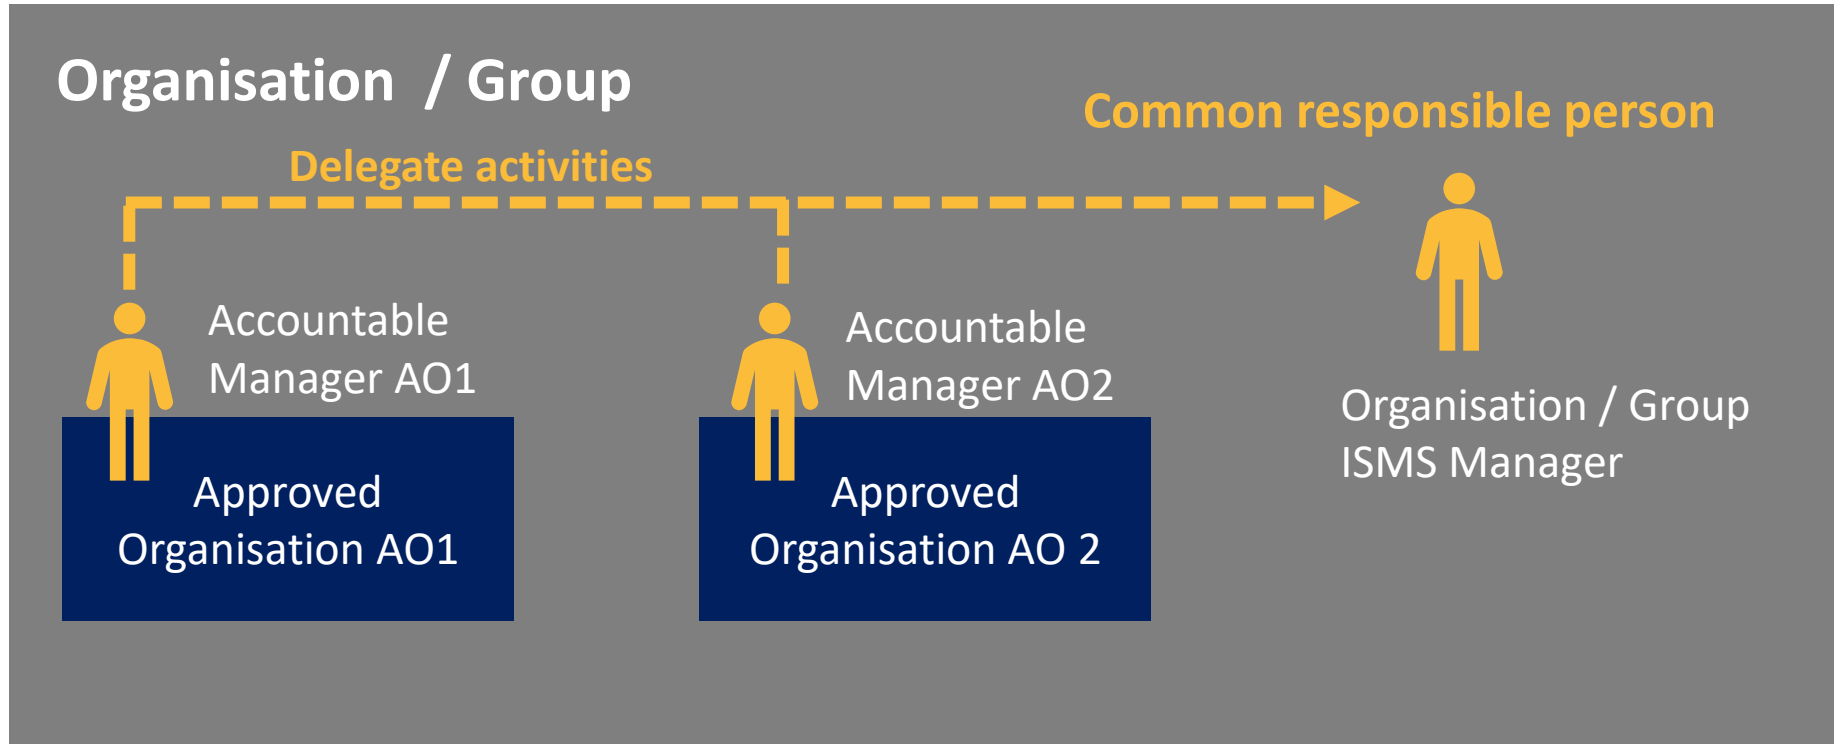 Organisation / Group
Common responsible person
Delegate activities
Accountable
Manager AO1
Accountable
Manager AO2
Organisation / Group
ISMS Manager
Approved
Organisation AO1
Approved
Organisation AO 2